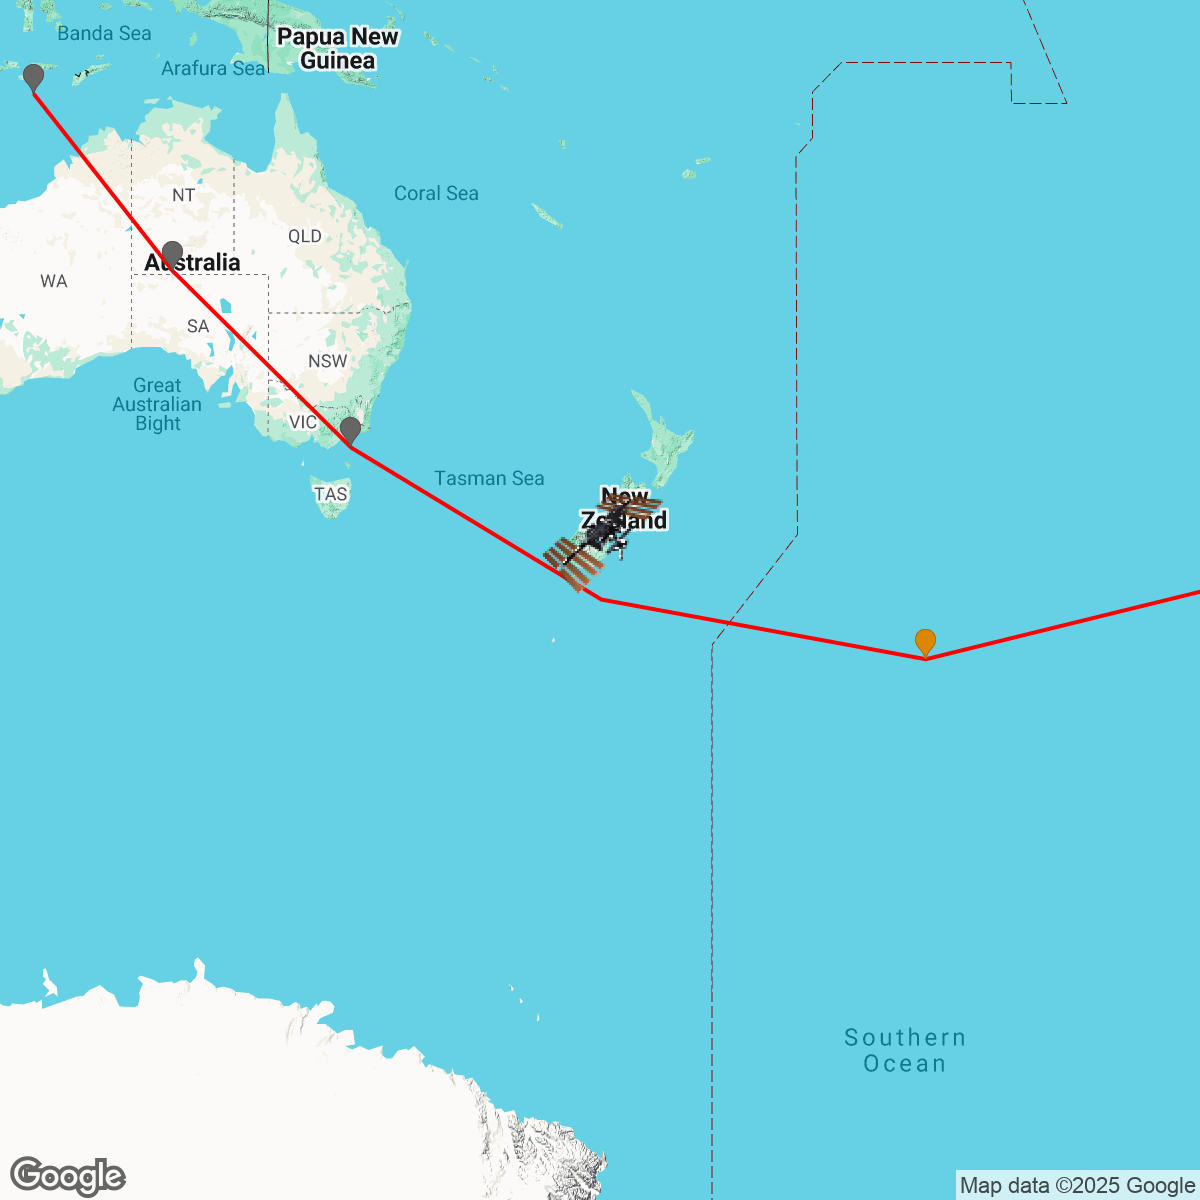 Banda Sea
Papua New
Guinea
Arafura Sea
NT
Coral Sea
QLD
Australia
WA
SA
NSW
Great
Australian
Bight
VIC
Tasman Sea
TAS
New
Zealand
Southern
Ocean
Google
Map data ©2025 Google